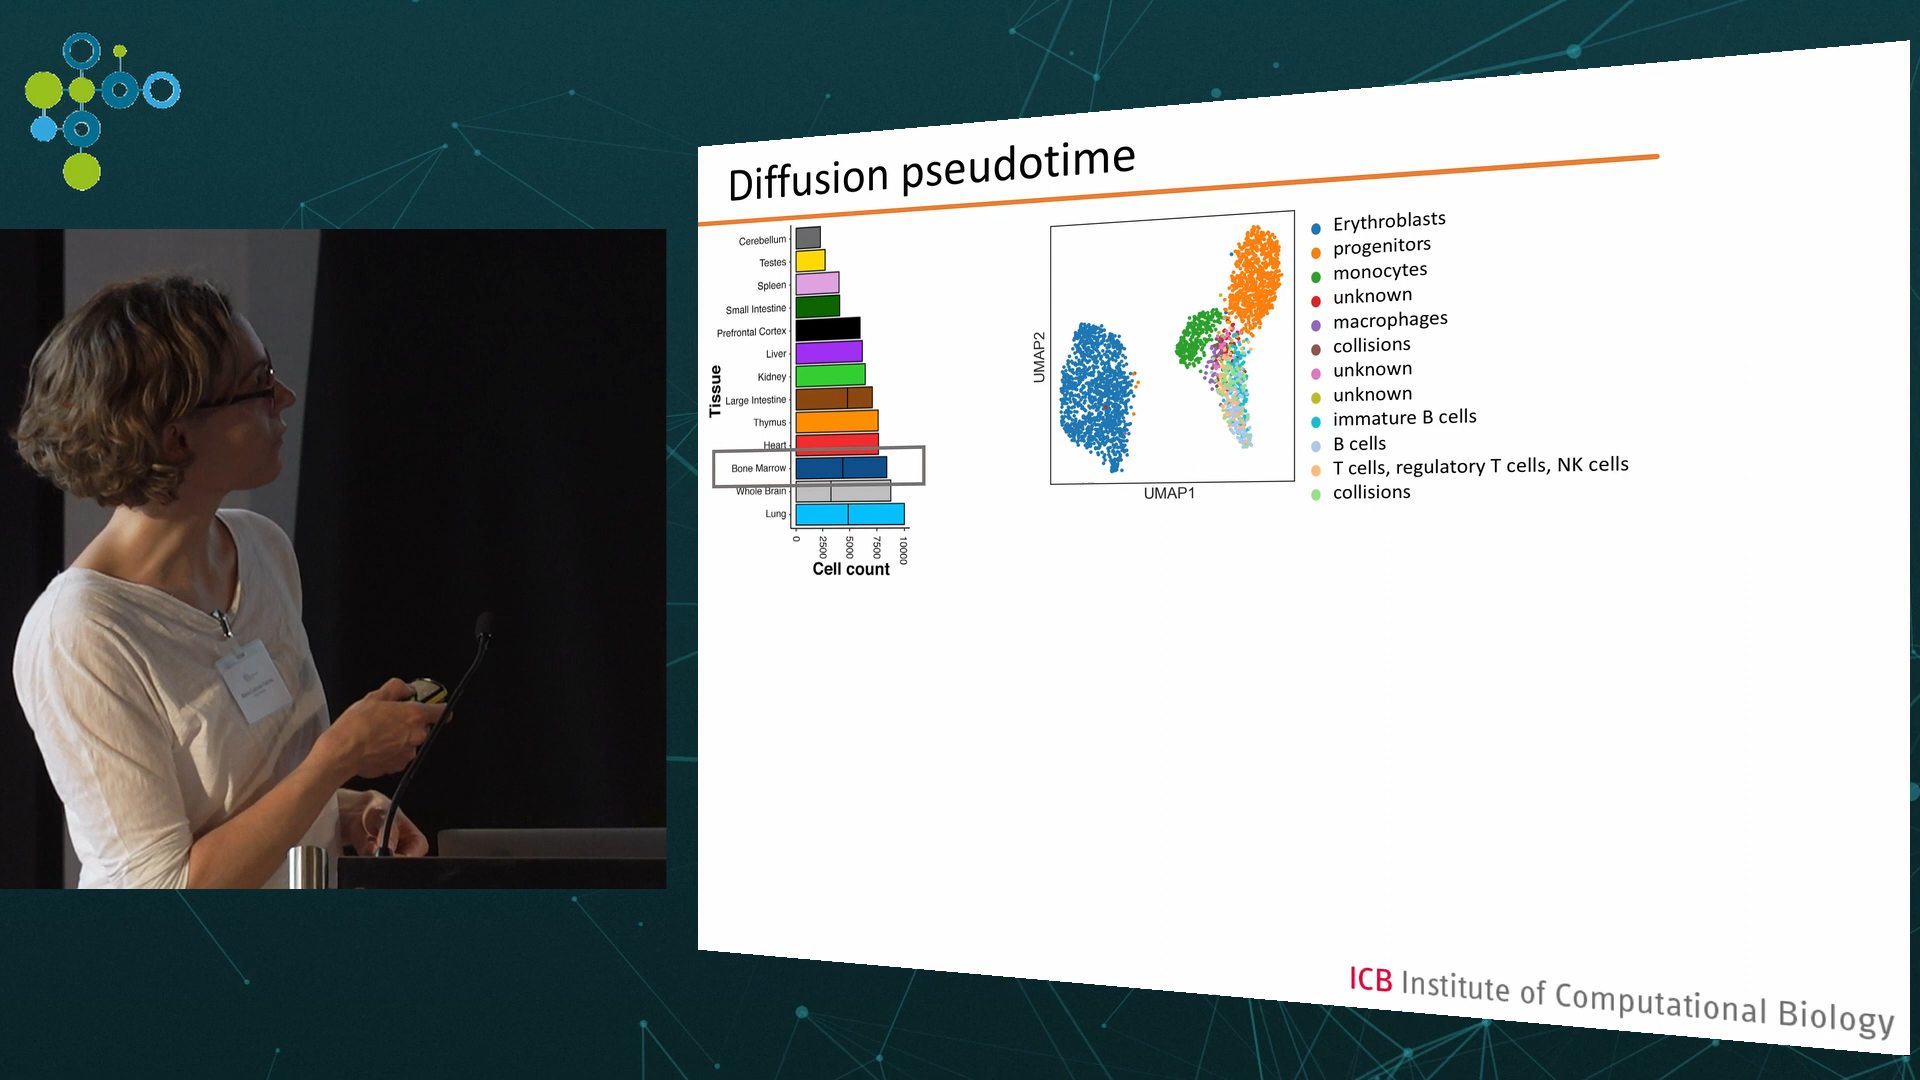 Diffusion pseudotime
Tissue
Cerebellum
Testes
Spleen
Small Intestine
Prefrontal Cortex
Liver
Kidney
Large Intestine
Thymus
Heart
Bone Marrow
Whole Brain
Lung
0 2500 5000 7500 10000
Cell count
UMAP2
UMAP1
Erythroblasts
progenitors
monocytes
unknown
macrophages
collisions
unknown
unknown
immature B cells
B cells
T cells, regulatory T cells, NK cells
collisions
ICB Institute of Computational Biology